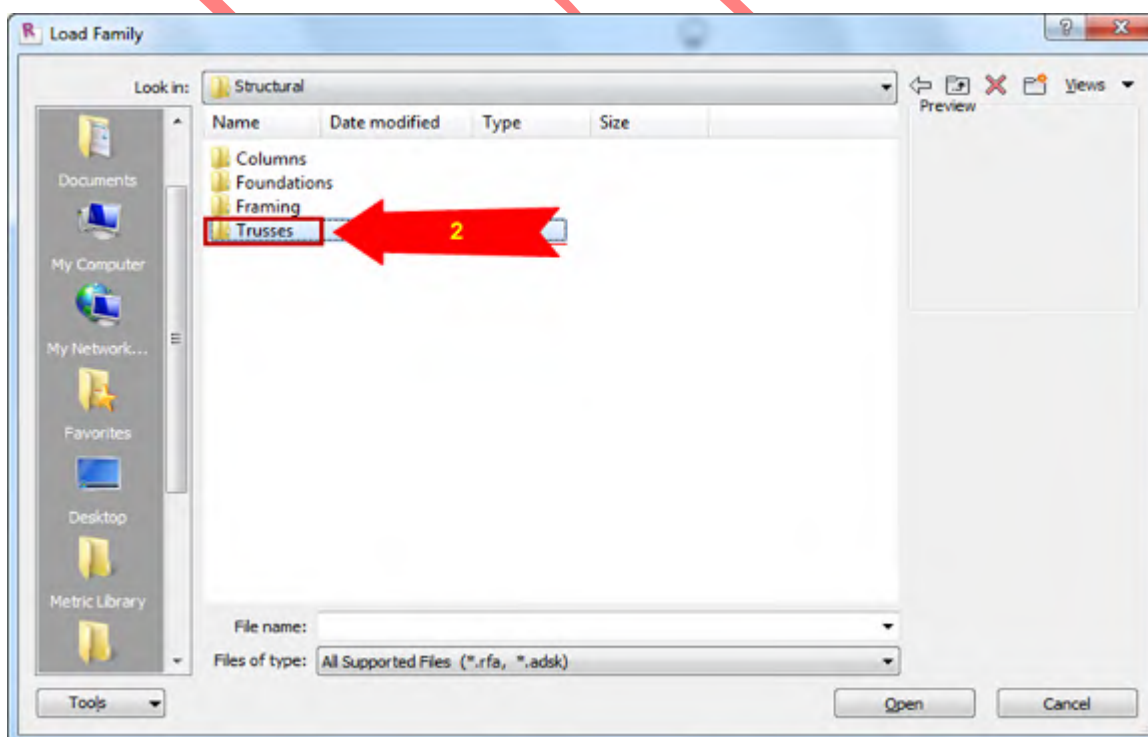 Load Family
Look in: Structural
Views
Preview
Name Date modified Type Size
Columns
Foundations
Framing
Trusses 2
Documents
My Computer
My Network...
Favorites
Desktop
Metric Library
File name:
Files of type: All Supported Files (*.rfa, *.adsk)
Tools Open Cancel